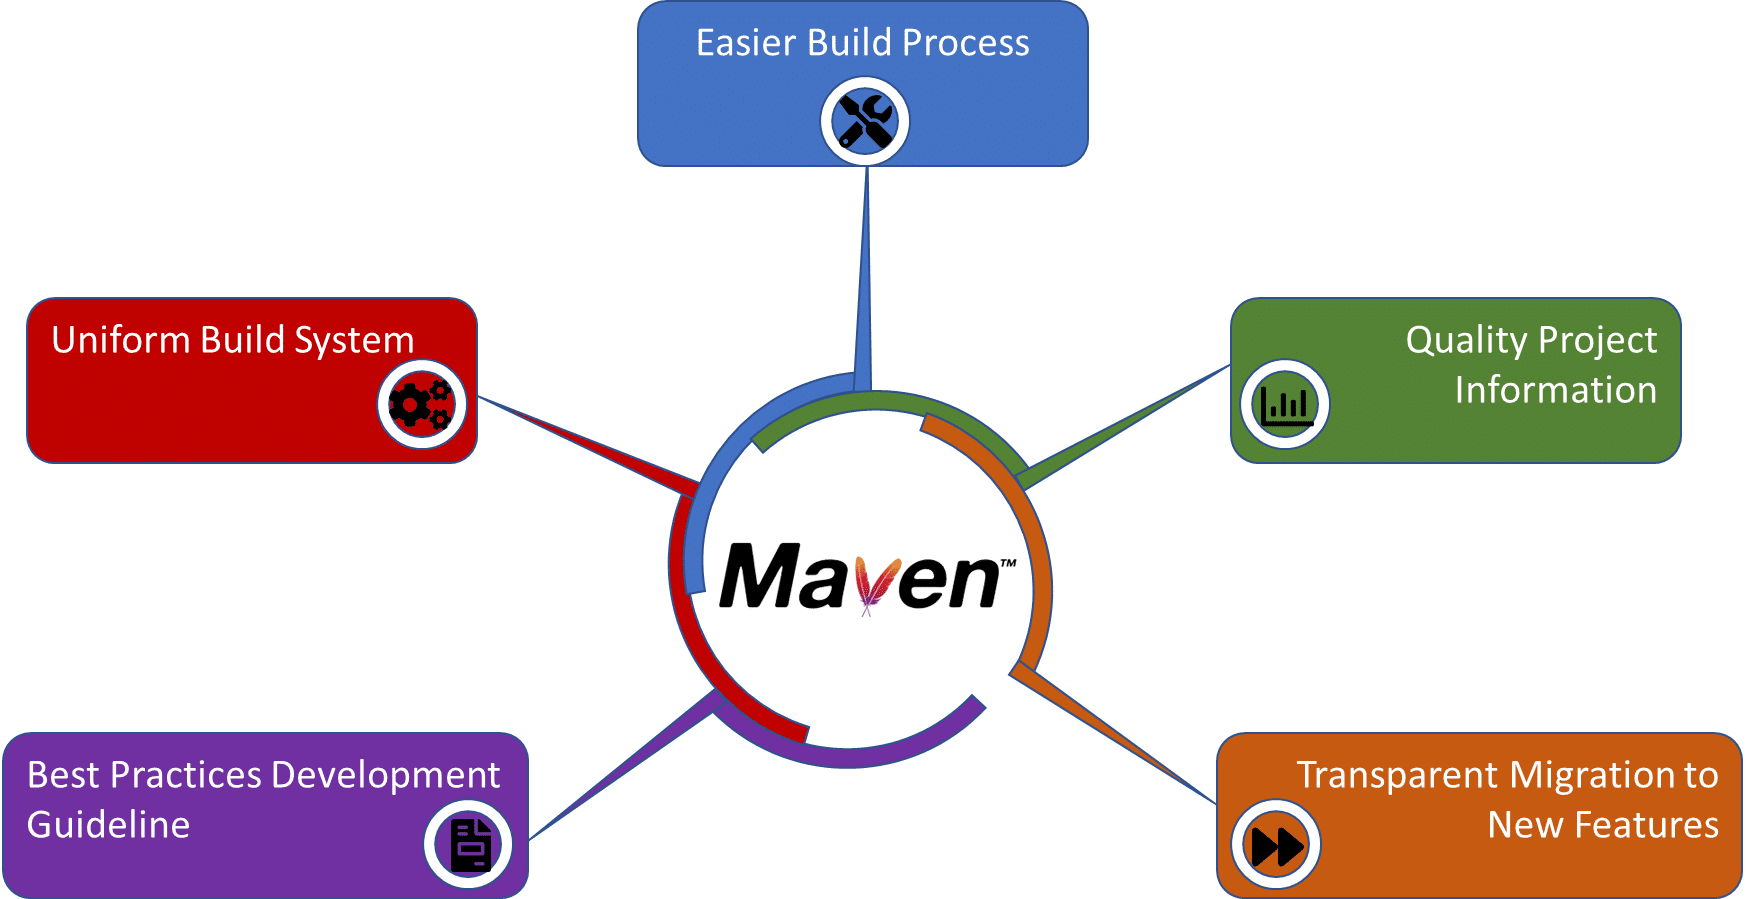 Easier Build Process
Uniform Build System
Quality Project
Information
Maven™
Best Practices Development
Guideline
Transparent Migration to
New Features